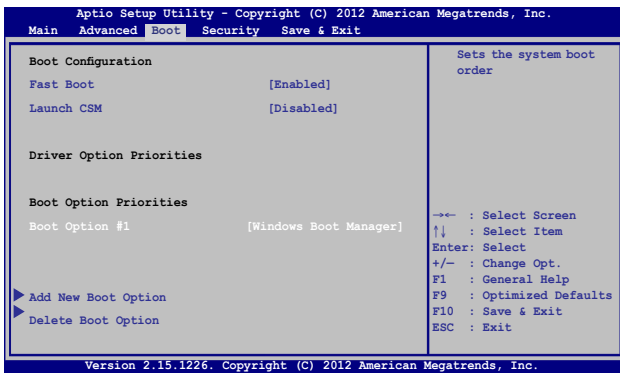 Aptio Setup Utility - Copyright (C) 2012 American Megatrends, Inc.
Main Advanced Boot Security Save & Exit
Boot Configuration
Fast Boot [Enabled]
Launch CSM [Disabled]
Driver Option Priorities
Boot Option Priorities
Boot Option #1 [Windows Boot Manager]
Add New Boot Option
Delete Boot Option
Sets the system boot
order
→← : Select Screen
↑↓ : Select Item
Enter: Select
+/— : Change Opt.
F1 : General Help
F9 : Optimized Defaults
F10 : Save & Exit
ESC : Exit
Version 2.15.1226. Copyright (C) 2012 American Megatrends, Inc.